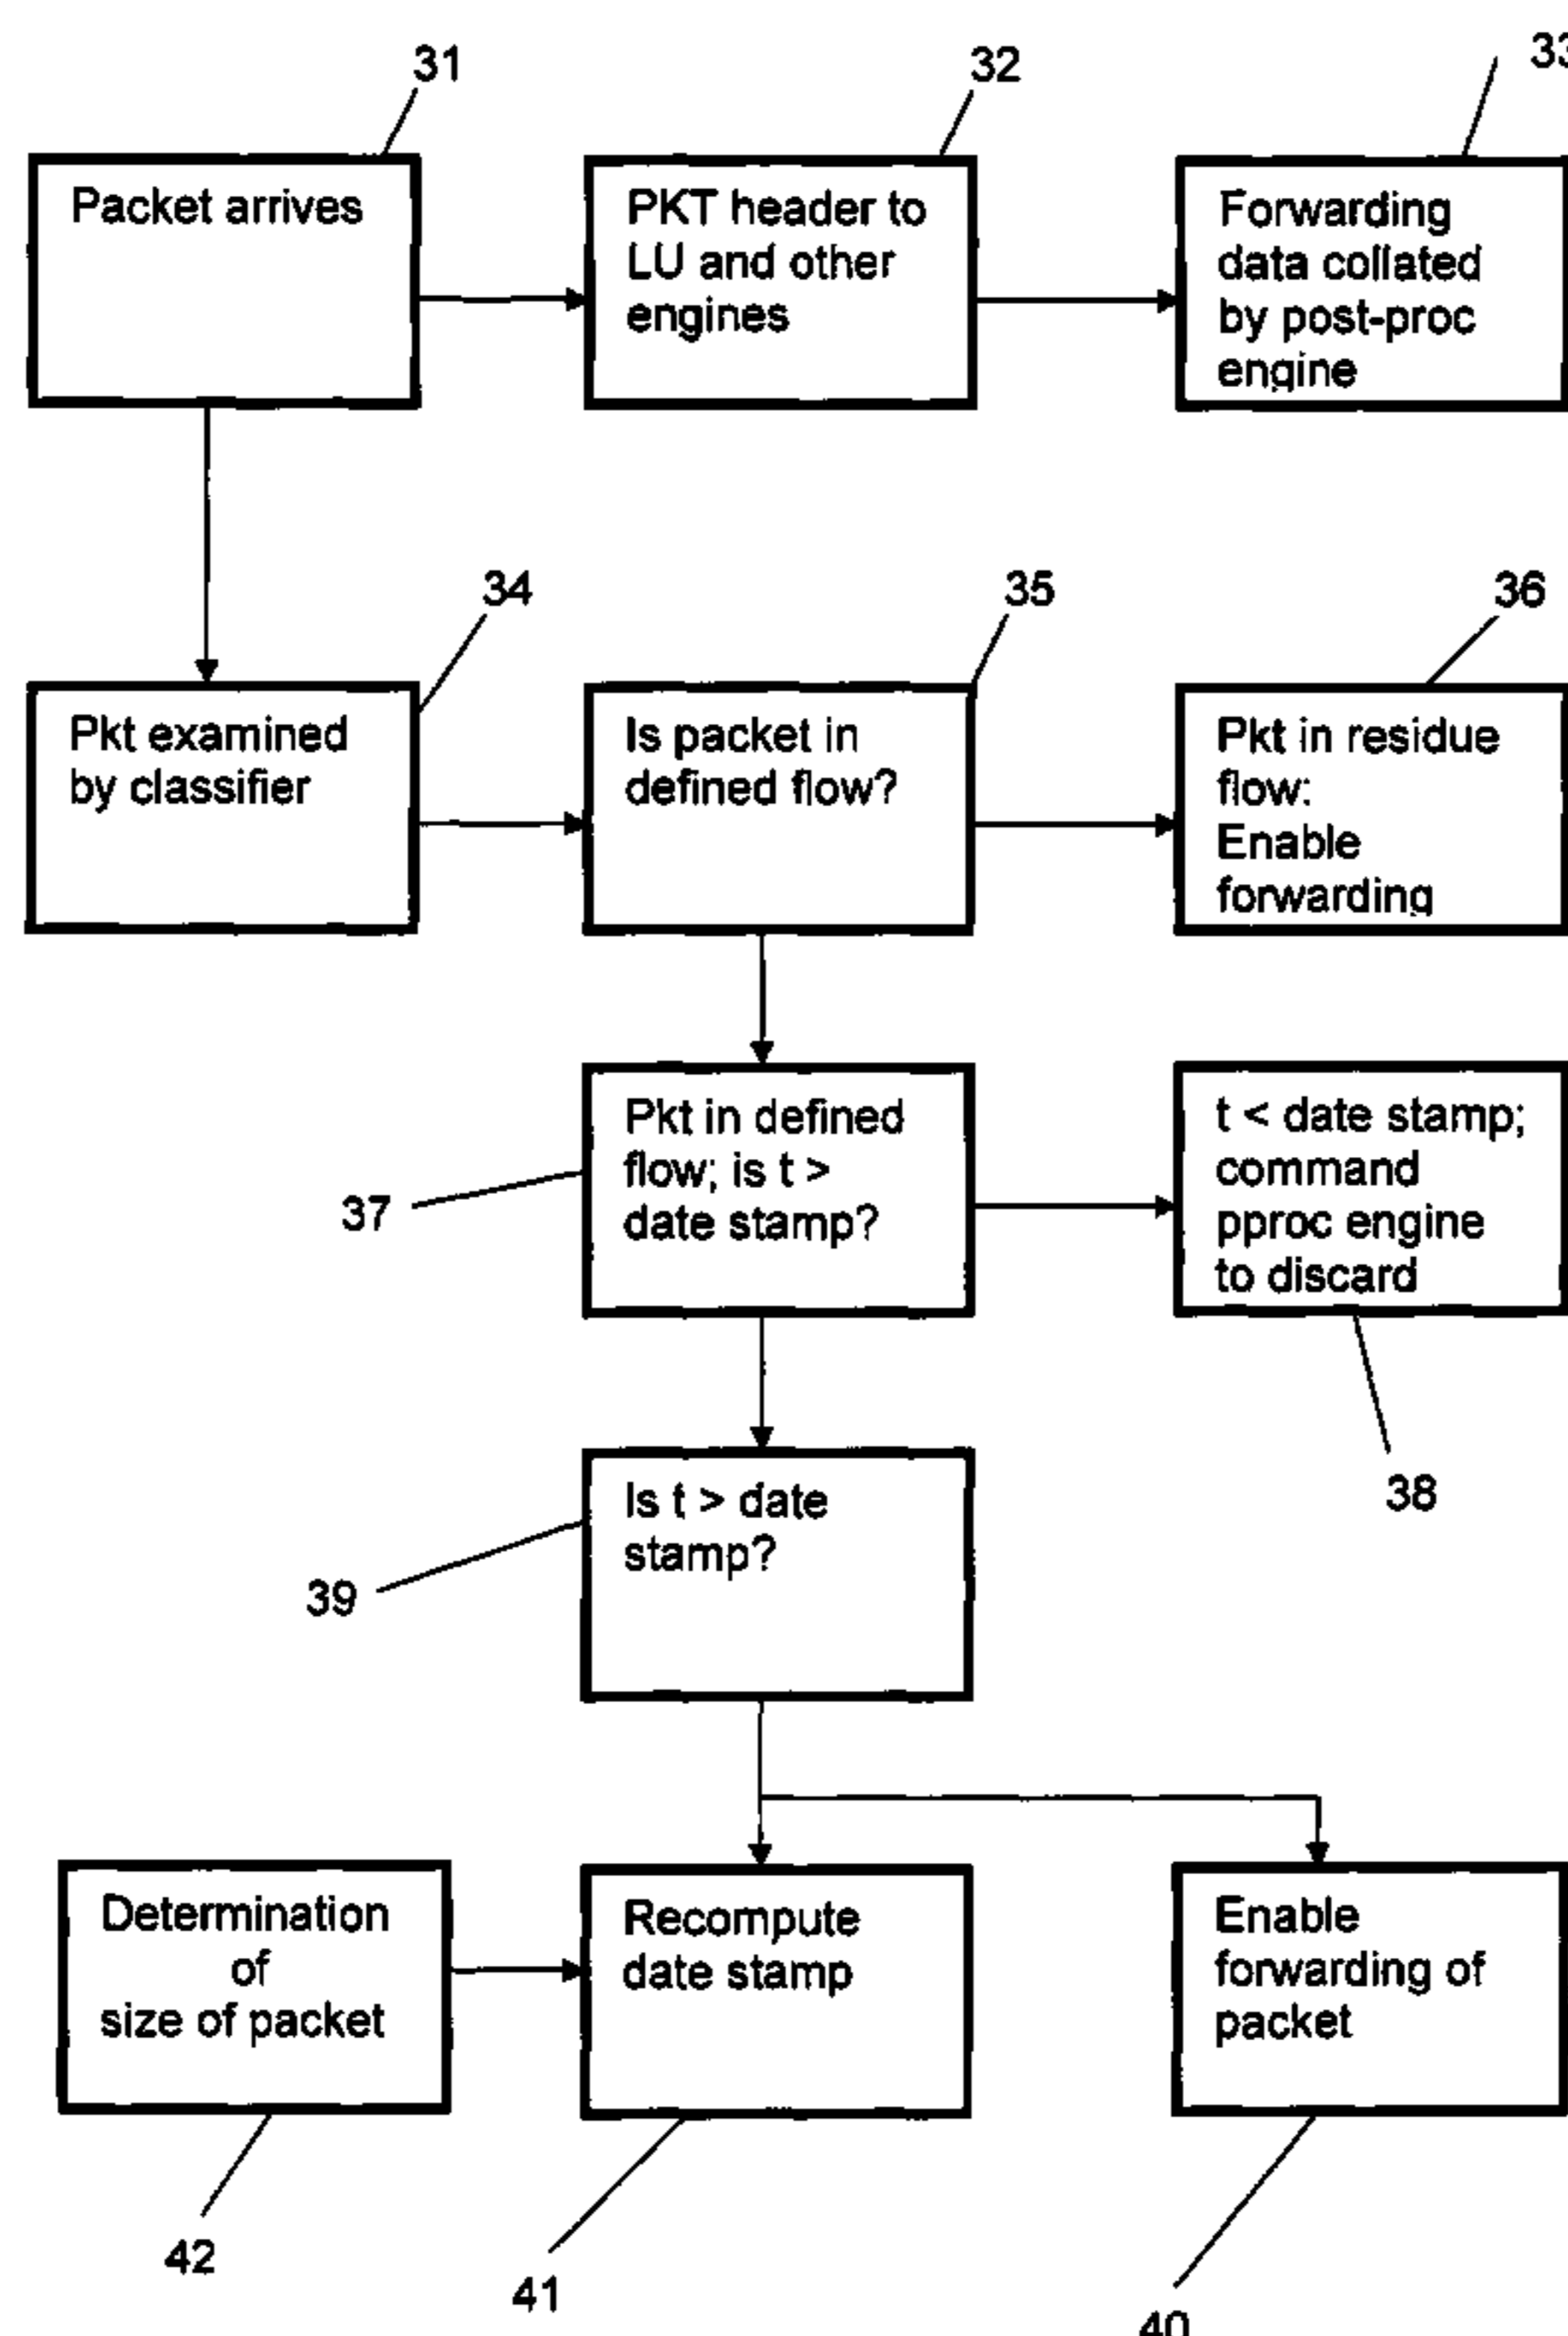 31
32
33
Packet arrives
PKT header to
LU and other
engines
Forwarding
data collated
by post-proc
engine
34
35
36
Pkt examined
by classifier
Is packet in
defined flow?
Pkt in residue
flow:
Enable
forwarding
37
Pkt in defined
flow; is t >
date stamp?
t < date stamp;
command
pproc engine
to discard
38
39
Is t > date
stamp?
Determination
of
size of packet
Recompute
date stamp
Enable
forwarding of
packet
42
41
40